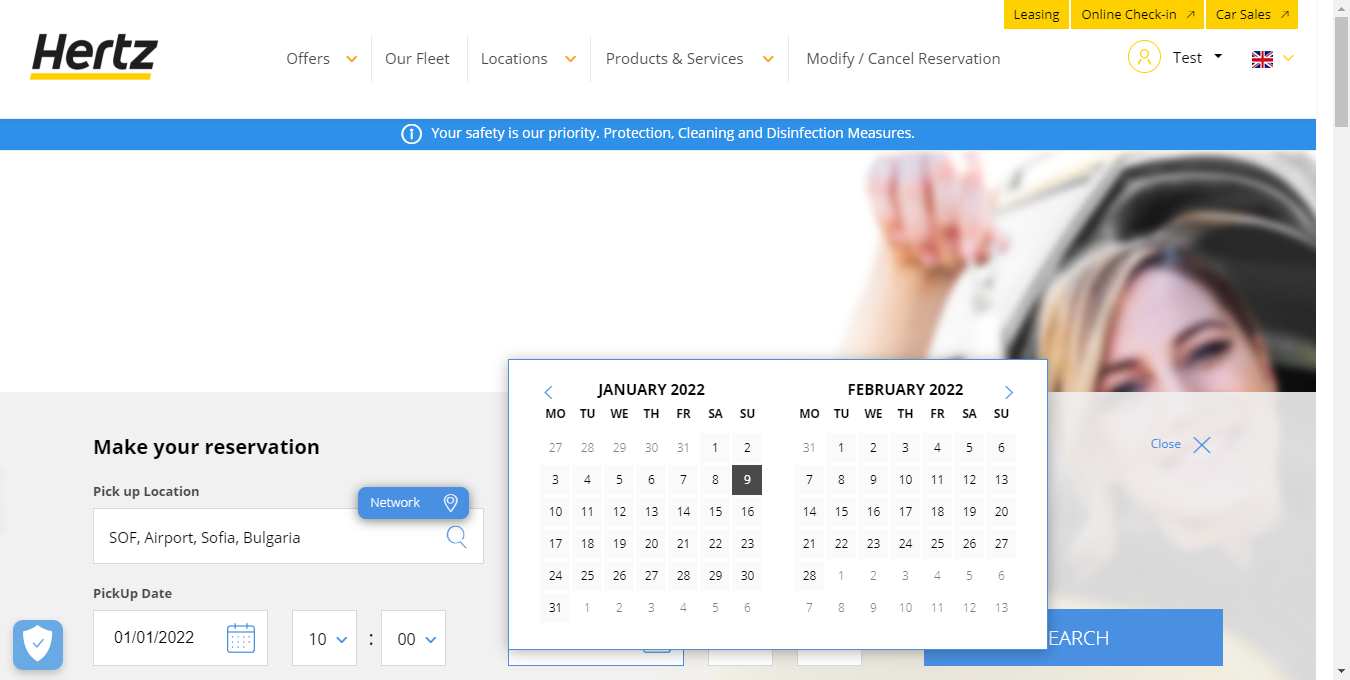 Leasing
Online Check-in
Car Sales
Hertz
Offers
Our Fleet
Locations
Products & Services
Modify / Cancel Reservation
Test
Your safety is our priority. Protection, Cleaning and Disinfection Measures.
JANUARY 2022
MO TU WE TH FR SA SU
27 28 29 30 31 1 2
3 4 5 6 7 8 9
10 11 12 13 14 15 16
17 18 19 20 21 22 23
24 25 26 27 28 29 30
31 1 2 3 4 5 6
FEBRUARY 2022
MO TU WE TH FR SA SU
31 1 2 3 4 5 6
7 8 9 10 11 12 13
14 15 16 17 18 19 20
21 22 23 24 25 26 27
28 1 2 3 4 5 6
7 8 9 10 11 12 13
Close
Make your reservation
Pick up Location
Network
SOF, Airport, Sofia, Bulgaria
PickUp Date
01/01/2022
10 : 00
EARCH